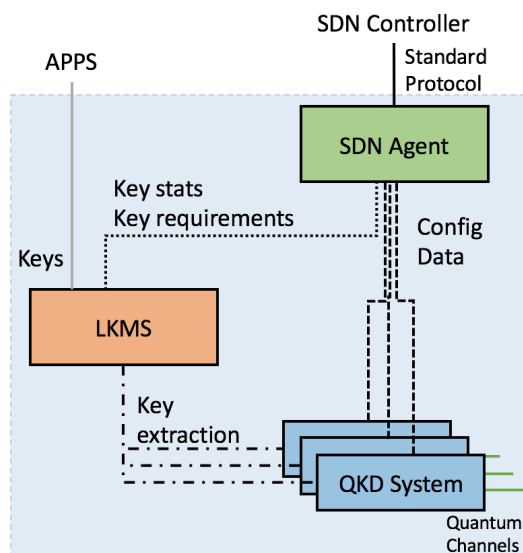 SDN Controller
APPS
Standard
Protocol
SDN Agent
Key stats
Key requirements
Config
Data
Keys
LKMS
Key
extraction
QKD System
Quantum
Channels